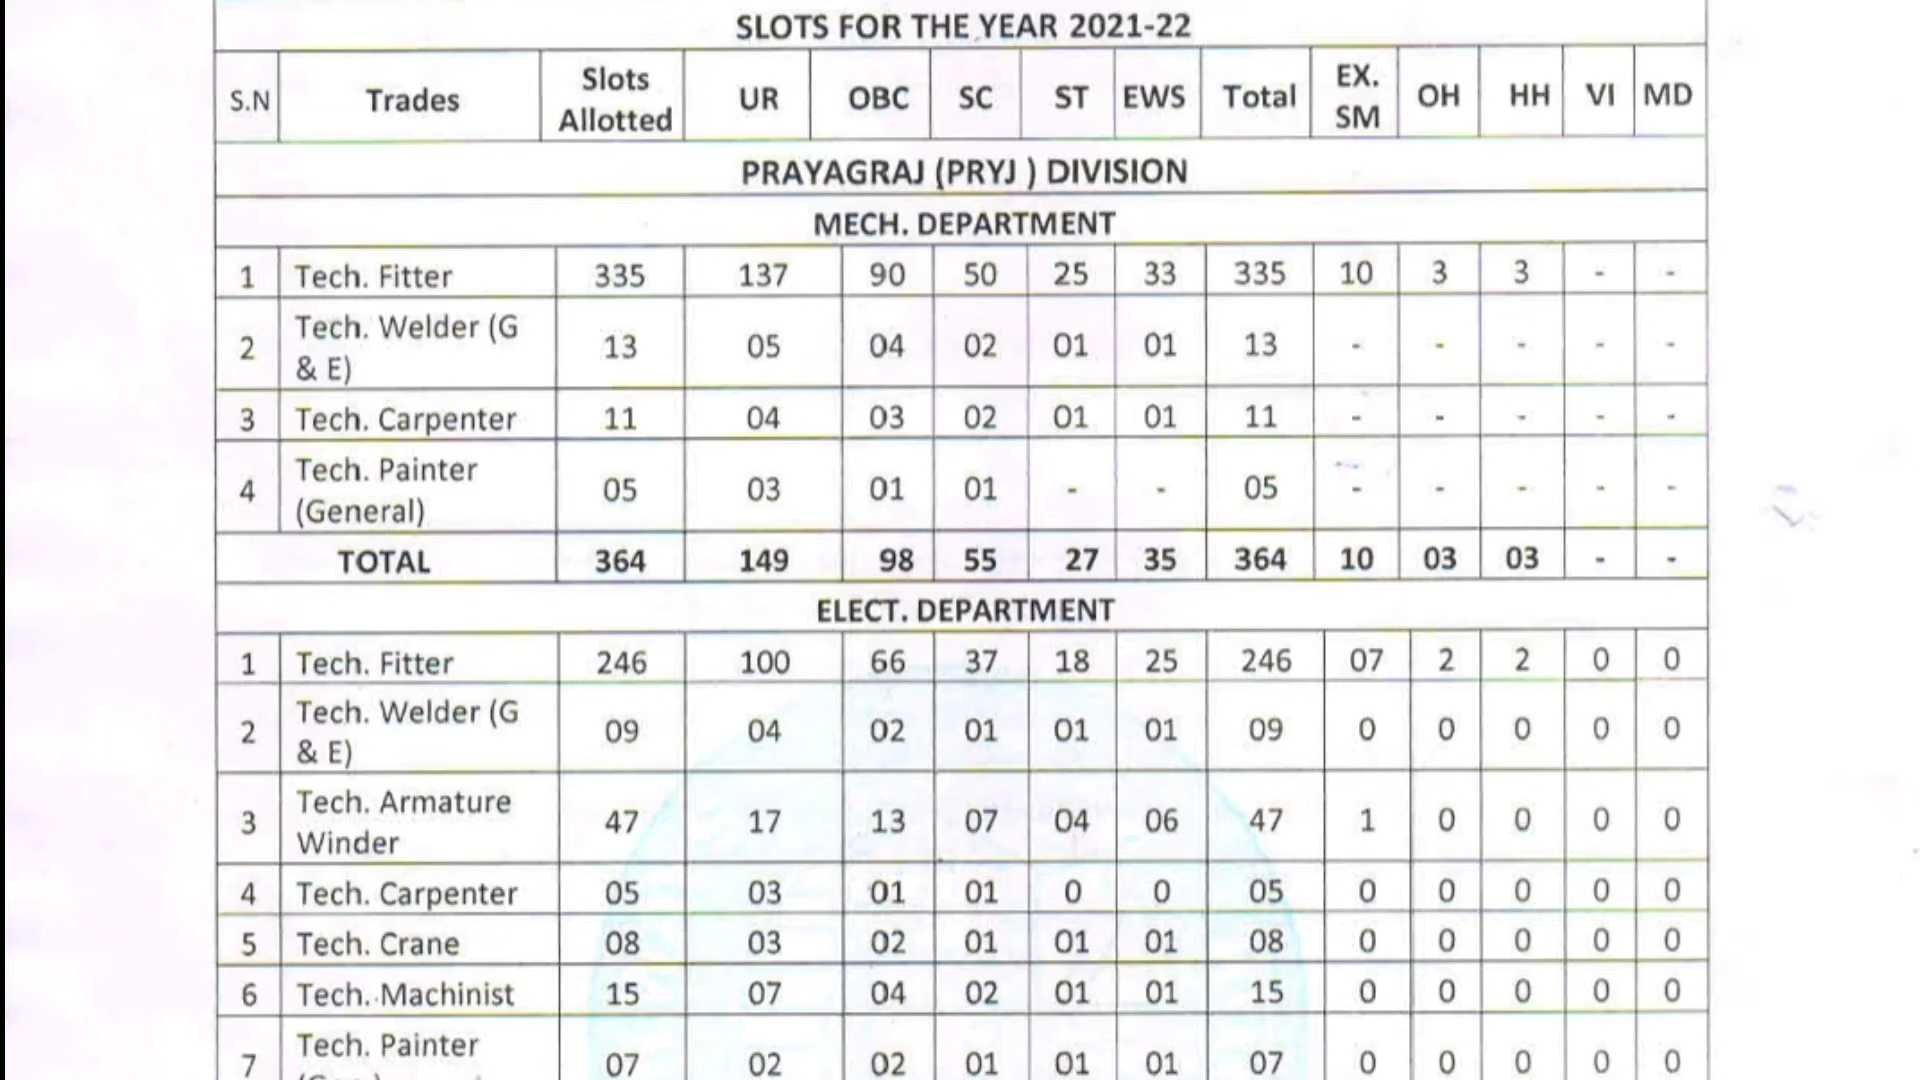 SLOTS FOR THE YEAR 2021-22
S.N Trades Slots Allotted UR OBC SC ST EWS Total EX. SM OH HH VI MD
PRAYAGRAJ (PRYJ ) DIVISION
MECH. DEPARTMENT
1 Tech. Fitter 335 137 90 50 25 33 335 10 3 3 - -
2 Tech. Welder (G & E) 13 05 04 02 01 01 13 - - - - -
3 Tech. Carpenter 11 04 03 02 01 01 11 - - - - -
4 Tech. Painter (General) 05 03 01 01 - - 05 - - - - -
TOTAL 364 149 98 55 27 35 364 10 03 03 - -
ELECT. DEPARTMENT
1 Tech. Fitter 246 100 66 37 18 25 246 07 2 2 0 0
2 Tech. Welder (G & E) 09 04 02 01 01 01 09 0 0 0 0 0
3 Tech. Armature Winder 47 17 13 07 04 06 47 1 0 0 0 0
4 Tech. Carpenter 05 03 01 01 0 0 05 0 0 0 0 0
5 Tech. Crane 08 03 02 01 01 01 08 0 0 0 0 0
6 Tech. Machinist 15 07 04 02 01 01 15 0 0 0 0 0
7 Tech. Painter 07 02 02 01 01 01 07 0 0 0 0 0